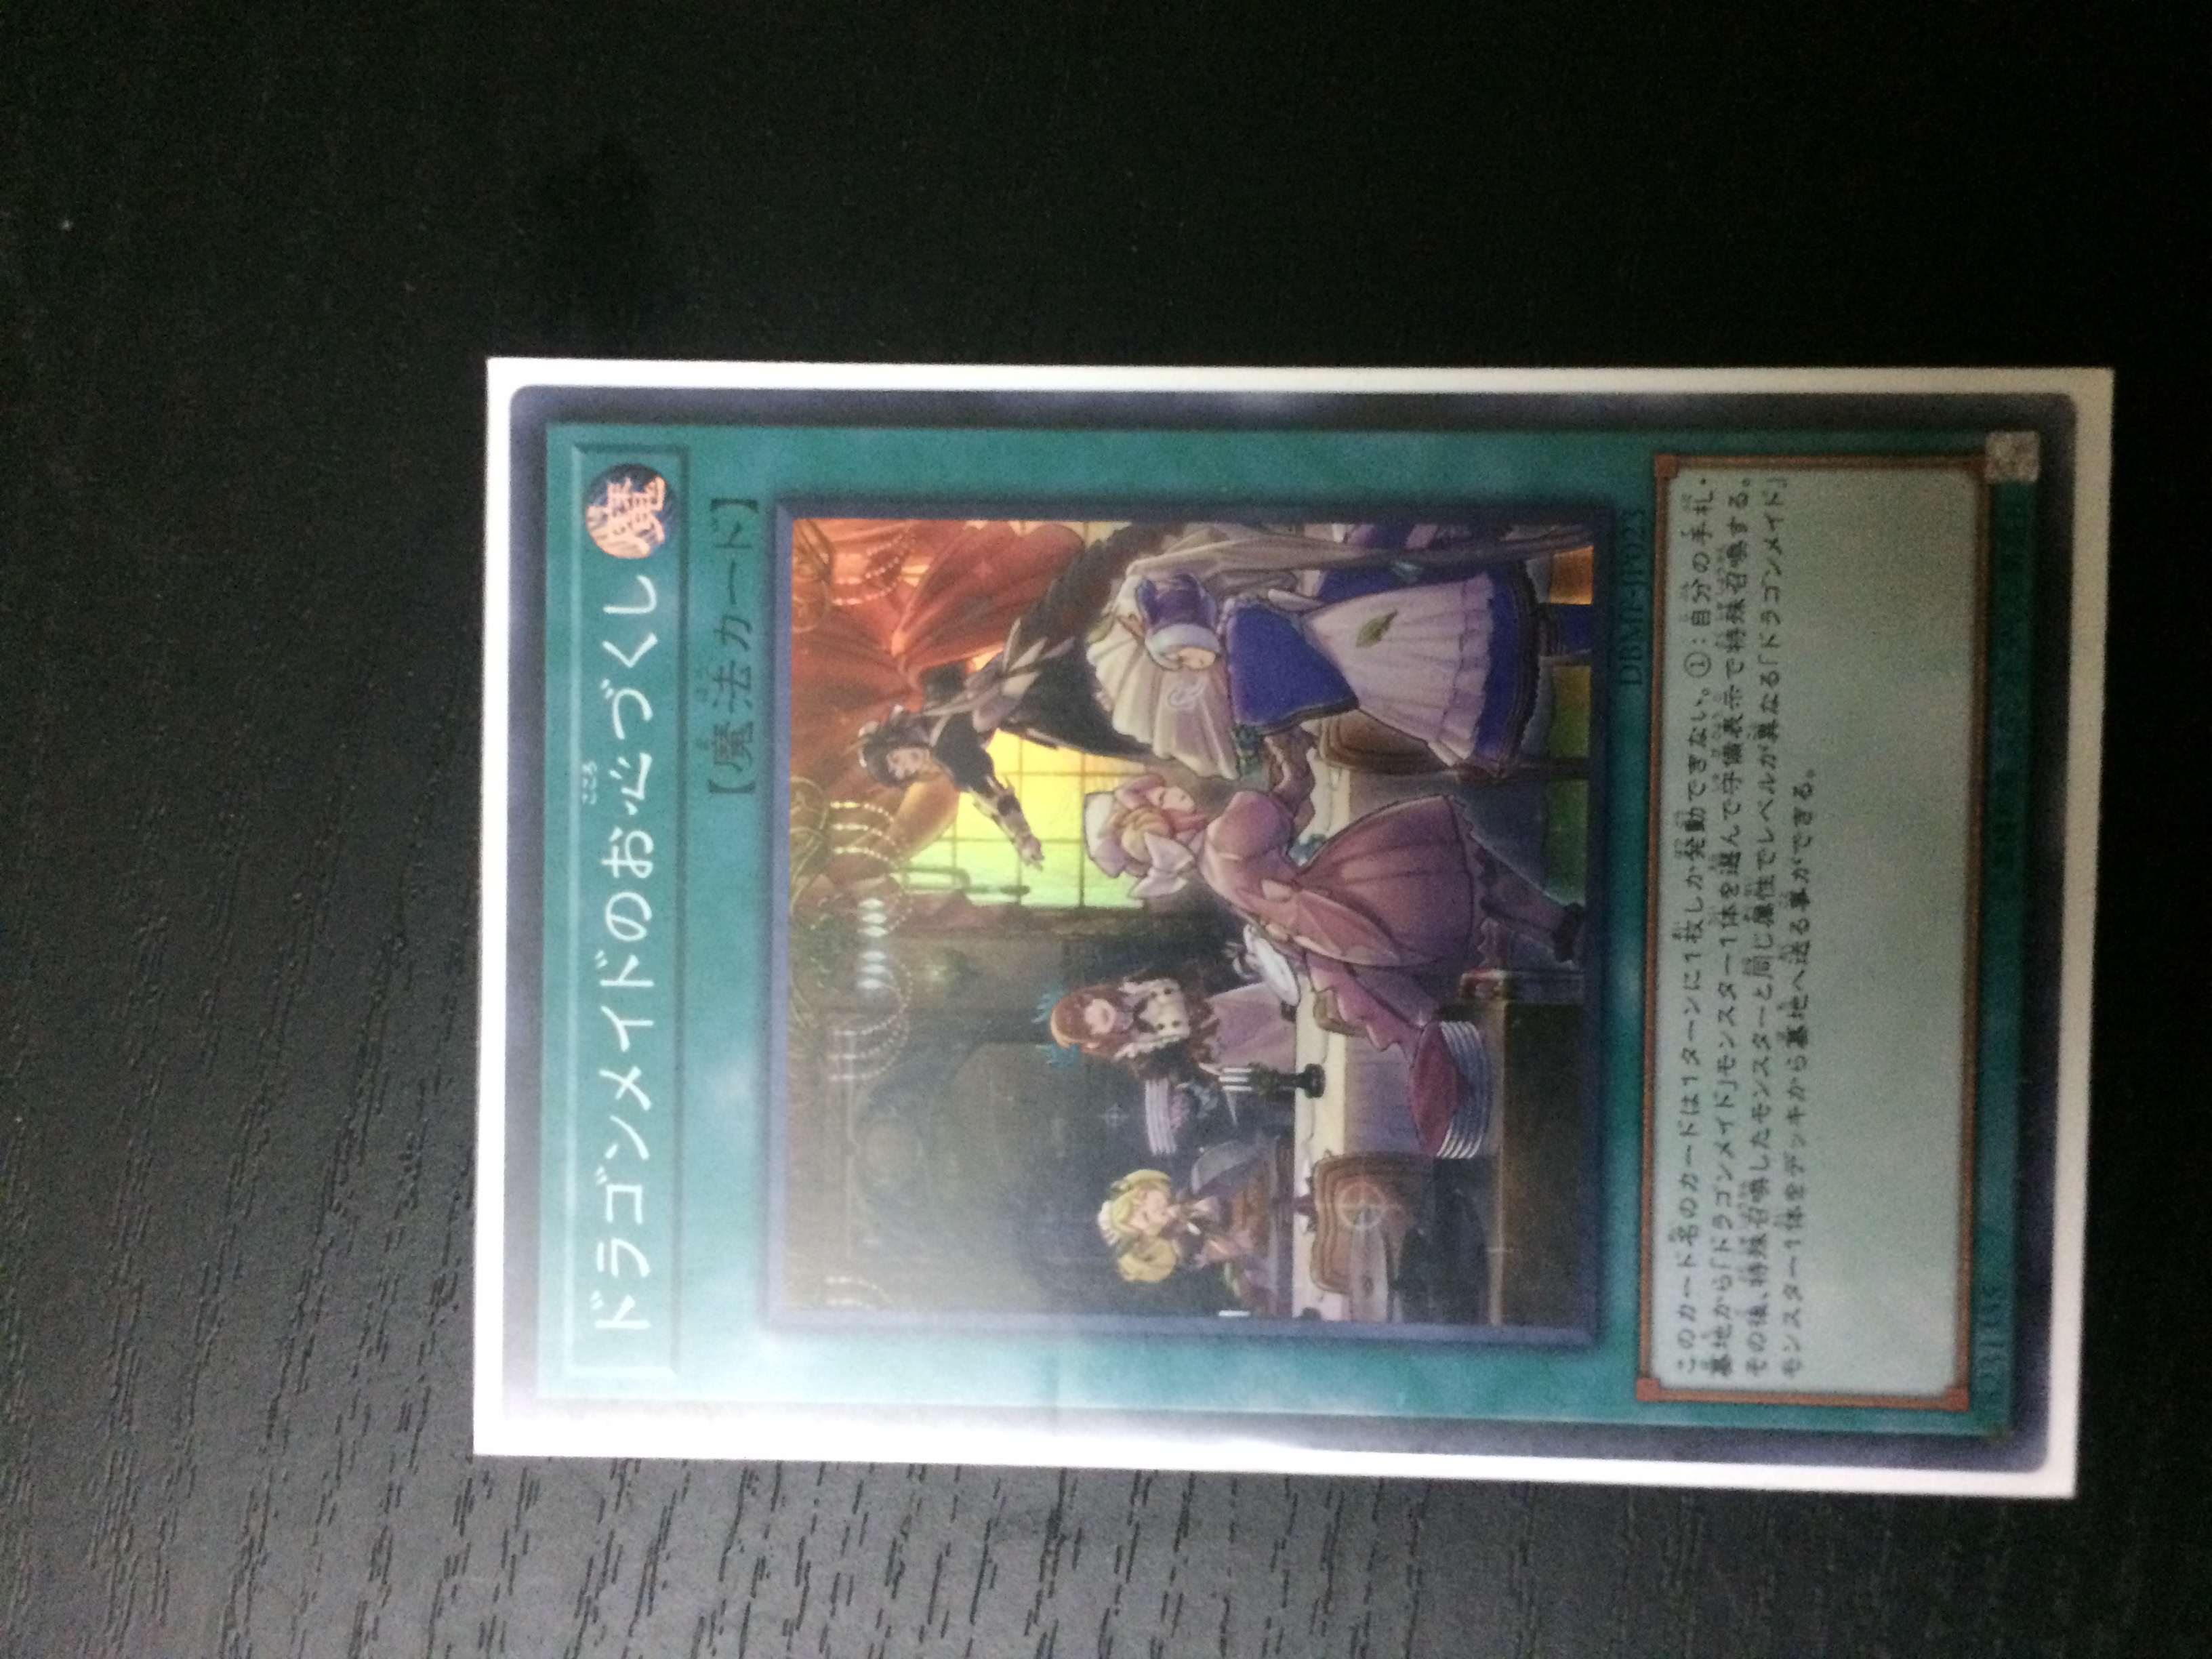 ドラゴンメイドのお心づくし
こころ
魔
【魔法カード】
DBMF-JP023
このカード名のカードは1ターンに1枚しか発動できない。①:自分の手札・
墓地から「ドラゴンメイド」モンスター1体を選んで守備表示で特殊召喚する。
その後、特殊召喚したモンスターと同じ属性でレベルが異なる「ドラゴンメイド」
モンスター1体をデッキから墓地へ送る事ができる。